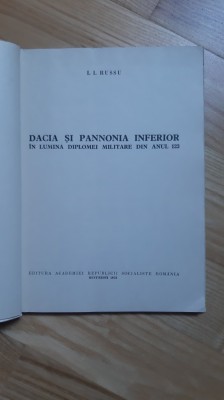 I. I. RUSSU
DACIA ȘI PANNONIA INFERIOR
ÎN LUMINA DIPLOMEI MILITARE DIN ANUL 123
EDITURA ACADEMIEI REPUBLICII SOCIALISTE ROMÂNIA